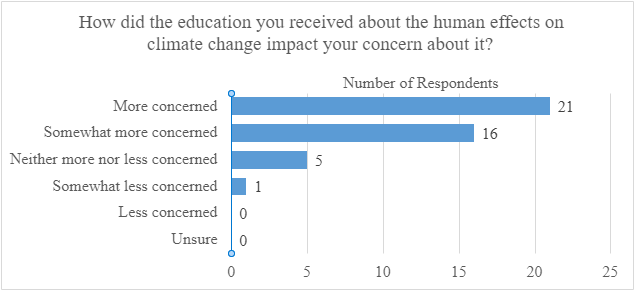 How did the education you received about the human effects on
climate change impact your concern about it?
Number of Respondents
More concerned 21
Somewhat more concerned 16
Neither more nor less concerned 5
Somewhat less concerned 1
Less concerned 0
Unsure 0
0 5 10 15 20 25